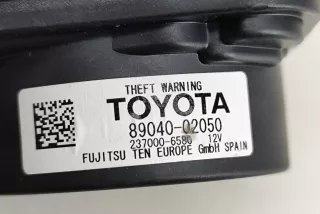 THEFT WARNING
TOYOTA
89040-02050
237000-6580 12V
FUJITSU TEN EUROPE GmbH SPAIN